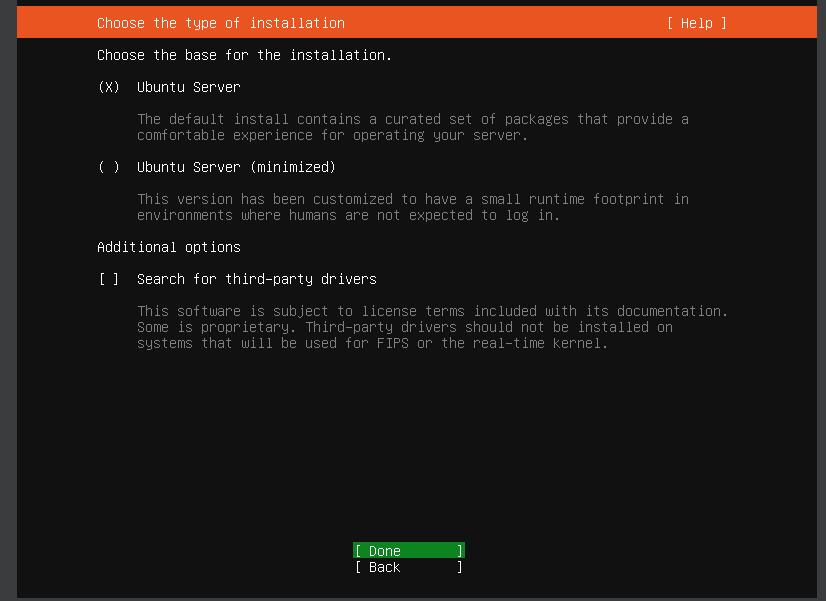 Choose the type of installation [ Help ]
Choose the base for the installation.
(X) Ubuntu Server
The default install contains a curated set of packages that provide a
comfortable experience for operating your server.
( ) Ubuntu Server (minimized)
This version has been customized to have a small runtime footprint in
environments where humans are not expected to log in.
Additional options
[ ] Search for third-party drivers
This software is subject to license terms included with its documentation.
Some is proprietary. Third-party drivers should not be installed on
systems that will be used for FIPS or the real-time kernel.
[ Done ]
[ Back ]